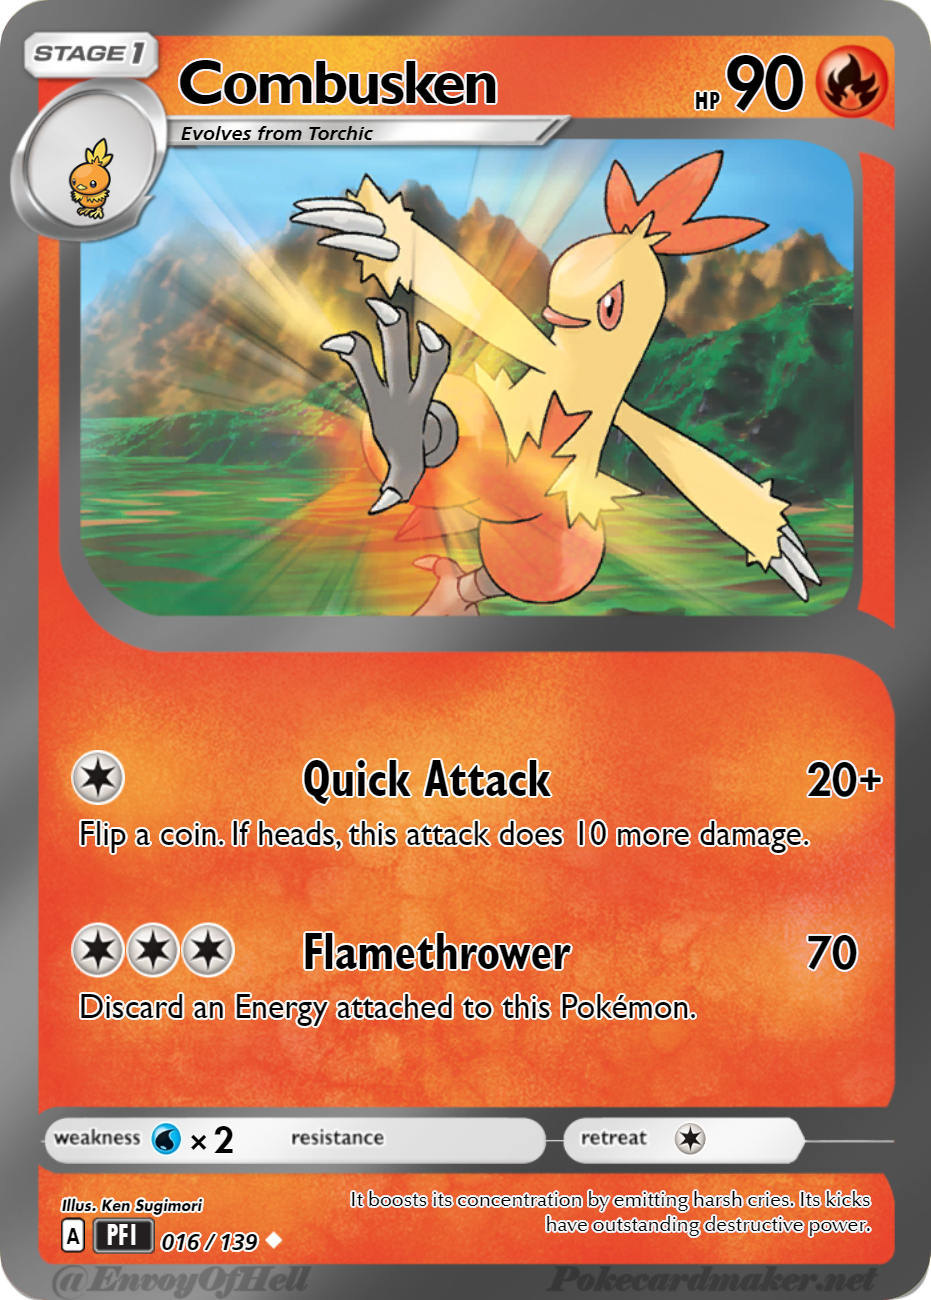 STAGE 1
Combusken HP 90
Evolves from Torchic
Quick Attack 20+
Flip a coin. If heads, this attack does 10 more damage.
Flamethrower 70
Discard an Energy attached to this Pokémon.
weakness × 2 resistance retreat
Illus. Ken Sugimori
A PFI 016 / 139
It boosts its concentration by emitting harsh cries. Its kicks
have outstanding destructive power.
@EnvoyOfHell Pokecardmaker.net